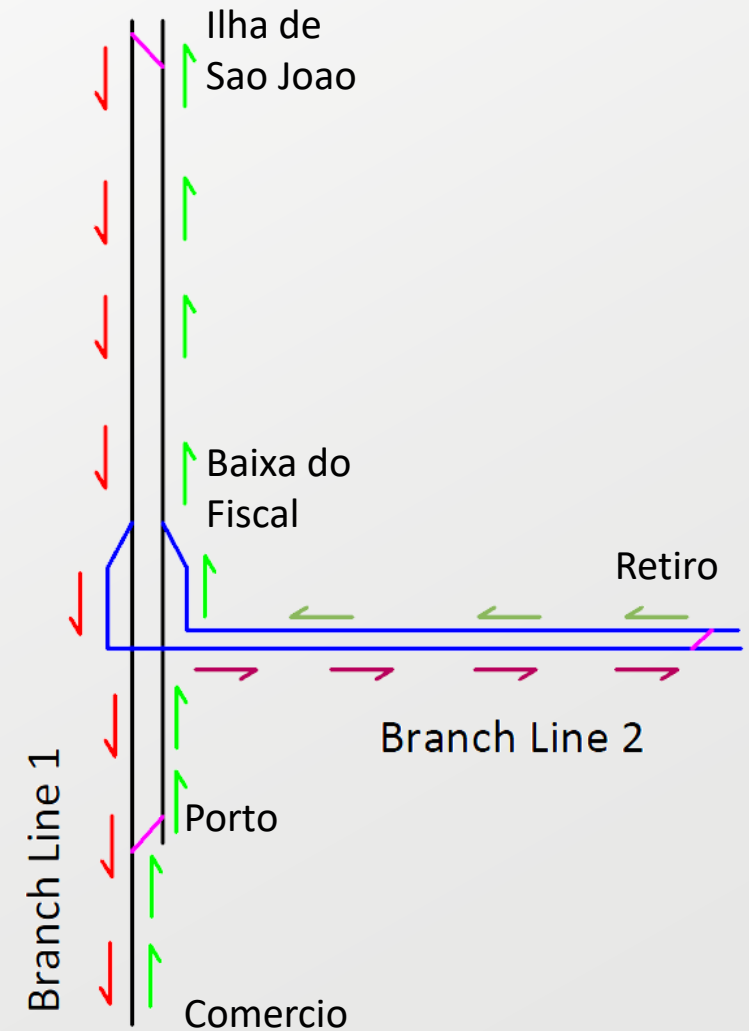 Ilha de
Sao Joao
Baixa do
Fiscal
Retiro
Branch Line 2
Branch Line 1
Porto
Comercio